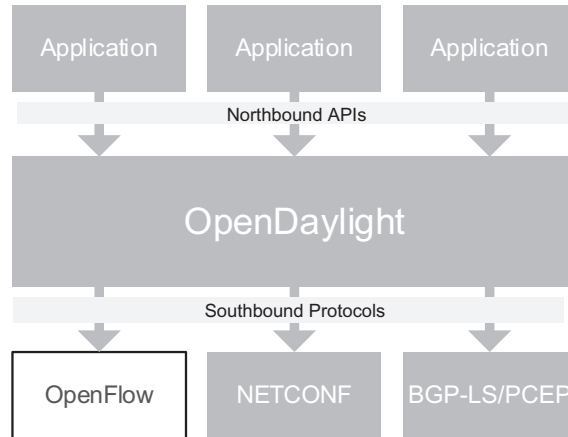 Application Application Application
Northbound APIs
OpenDaylight
Southbound Protocols
OpenFlow NETCONF BGP-LS/PCEP